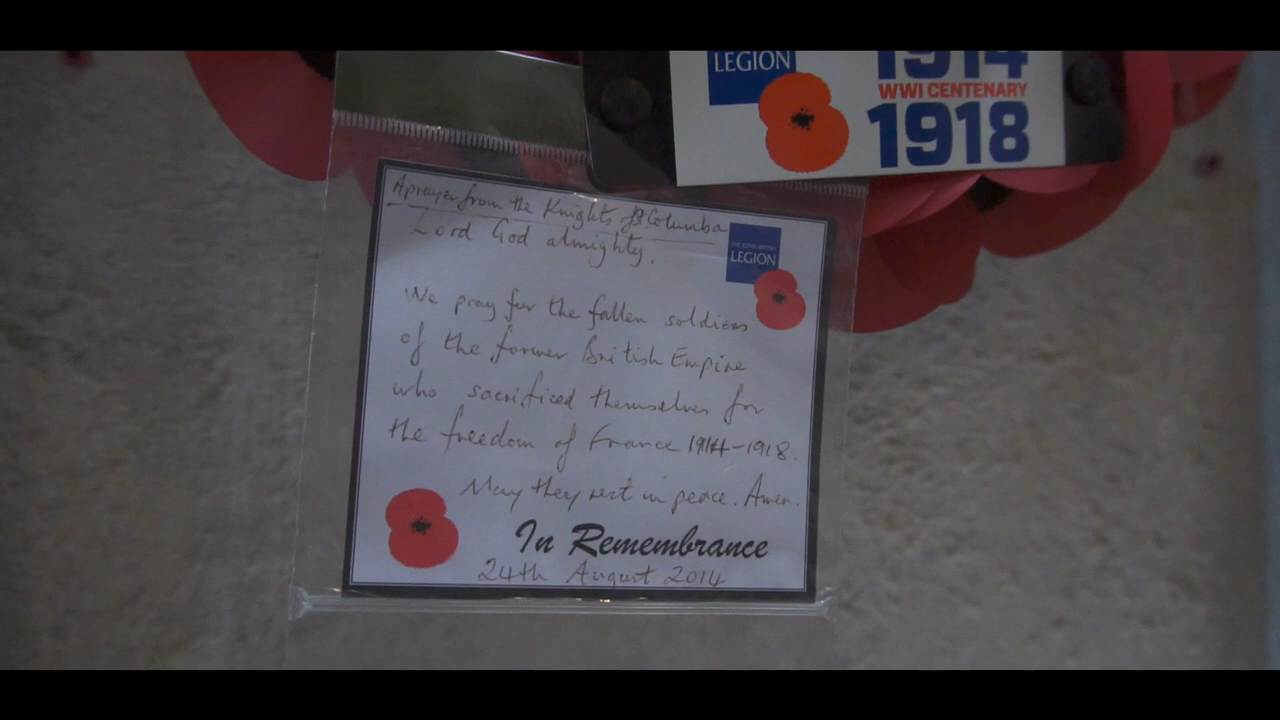 LEGION
1914
WWI CENTENARY
1918
A prayer from the Knights of St Columba
Lord God almighty,
THE ROYAL BRITISH
LEGION
We pray for the fallen soldiers
of the former British Empire
who sacrificed themselves for
the freedom of France 1914-1918.
May they rest in peace. Amen.
In Remembrance
24th August 2014